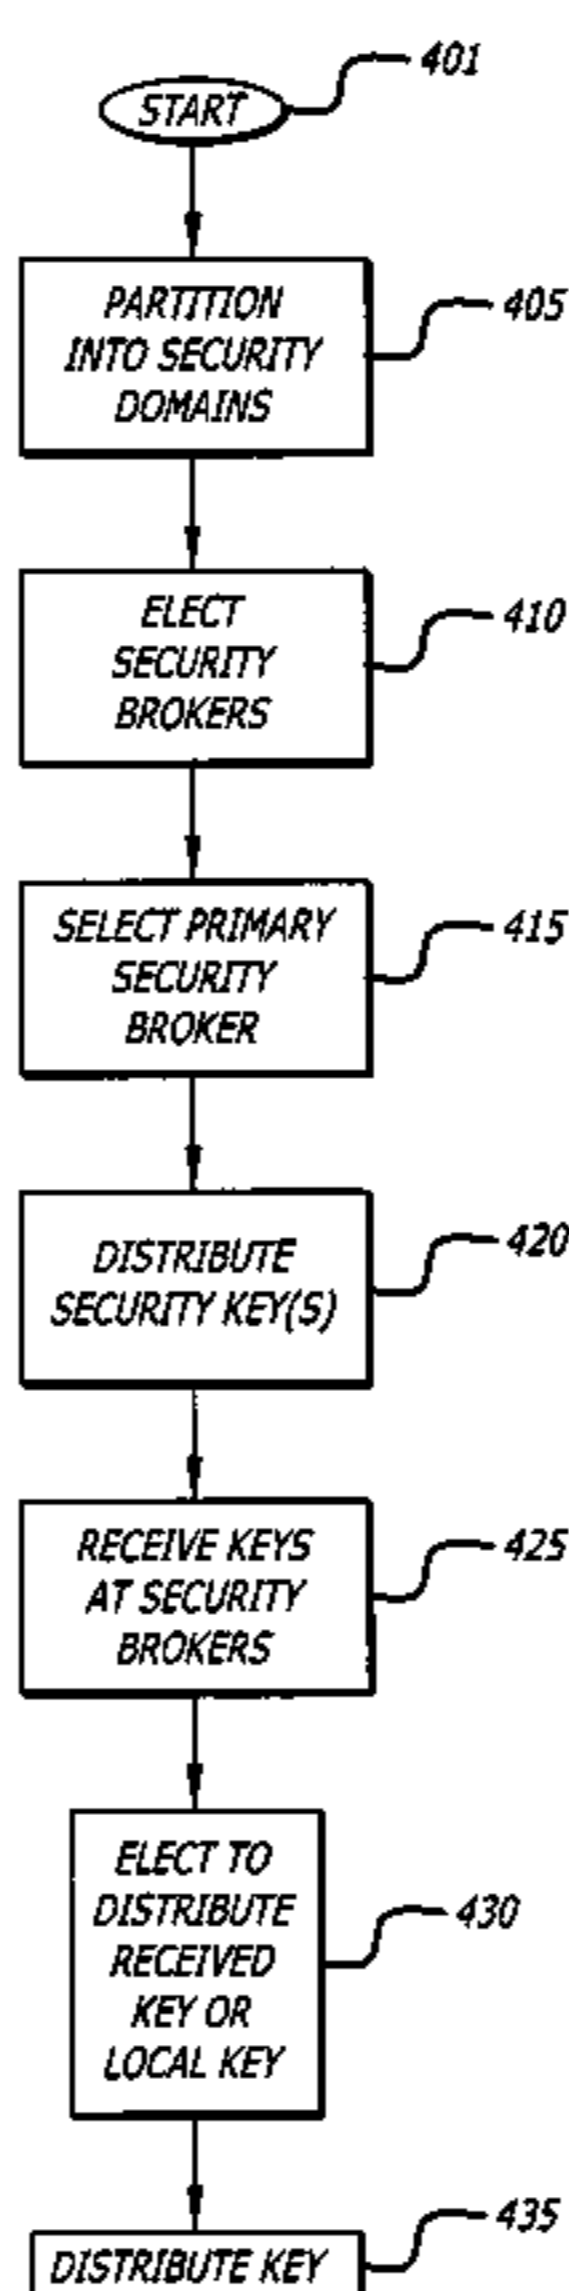 401
START
PARTITION
INTO SECURITY
DOMAINS
405
ELECT
SECURITY
BROKERS
410
SELECT PRIMARY
SECURITY
BROKER
415
DISTRIBUTE
SECURITY KEY(S)
420
RECEIVE KEYS
AT SECURITY
BROKERS
425
ELECT TO
DISTRIBUTE
RECEIVED
KEY OR
LOCAL KEY
430
435
DISTRIBUTE KEY